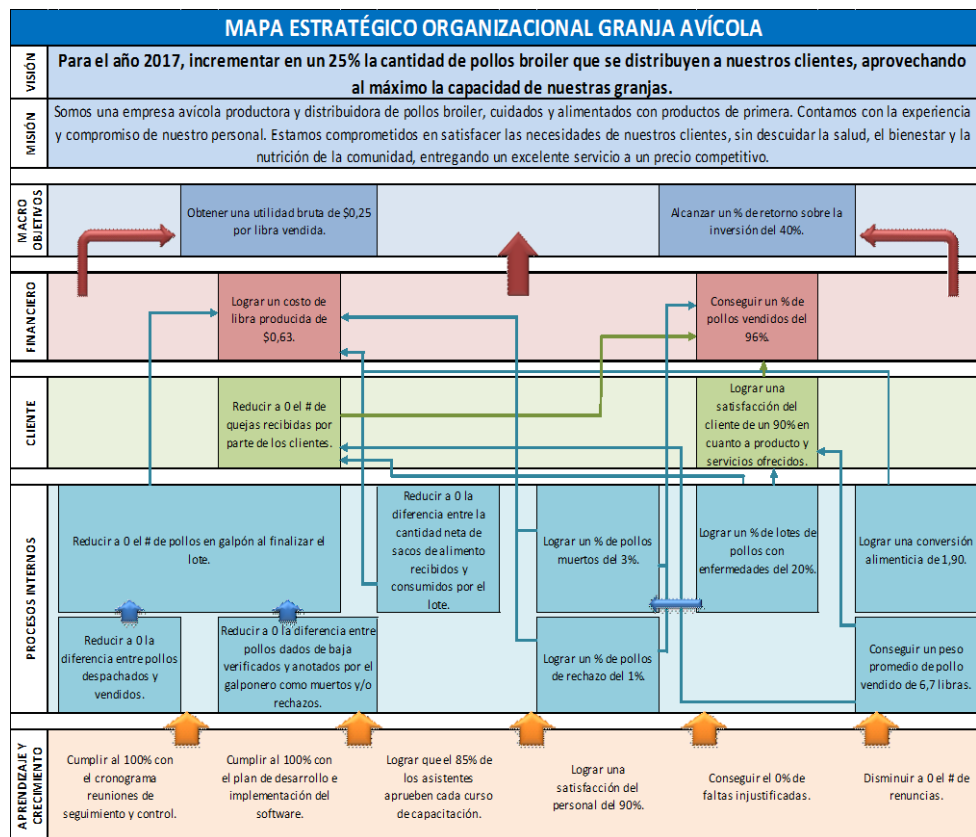 MAPA ESTRATÉGICO ORGANIZACIONAL GRANJA AVÍCOLA
VISIÓN
Para el año 2017, incrementar en un 25% la cantidad de pollos broiler que se distribuyen a nuestros clientes, aprovechando
al máximo la capacidad de nuestras granjas.
MISIÓN
Somos una empresa avícola productora y distribuidora de pollos broiler, cuidados y alimentados con productos de primera. Contamos con la experiencia
y compromiso de nuestro personal. Estamos comprometidos en satisfacer las necesidades de nuestros clientes, sin descuidar la salud, el bienestar y la
nutrición de la comunidad, entregando un excelente servicio a un precio competitivo.
MACRO
OBJETIVOS
Obtener una utilidad bruta de $0,25
por libra vendida.
Alcanzar un % de retorno sobre la
inversión del 40%.
FINANCIERO
Lograr un costo de
libra producida de
$0,63.
Conseguir un % de
pollos vendidos del
96%.
CLIENTE
Reducir a 0 el # de
quejas recibidas por
parte de los clientes.
Lograr una
satisfacción del
cliente de un 90% en
cuanto a producto y
servicios ofrecidos.
PROCESOS INTERNOS
Reducir a 0 el # de pollos en galpón al finalizar el
lote.
Reducir a 0 la
diferencia entre la
cantidad neta de
sacos de alimento
recibidos y
consumidos por el
lote.
Lograr un % de pollos
muertos del 3%.
Lograr un % de lotes de
pollos con
enfermedades del 20%.
Lograr una conversión
alimenticia de 1,90.
Reducir a 0 la
diferencia entre pollos
despachados y
vendidos.
Reducir a 0 la diferencia entre
pollos dados de baja
verificados y anotados por el
galponero como muertos y/o
rechazos.
Lograr un % de pollos
de rechazo del 1%.
Conseguir un peso
promedio de pollo
vendido de 6,7 libras.
APRENDIZAJE Y
CRECIMIENTO
Cumplir al 100% con
el cronograma
reuniones de
seguimiento y control.
Cumplir al 100% con
el plan de desarrollo e
implementación del
software.
Lograr que el 85% de
los asistentes
aprueben cada curso
de capacitación.
Lograr una
satisfacción del
personal del 90%.
Conseguir el 0% de
faltas injustificadas.
Disminuir a 0 el # de
renuncias.